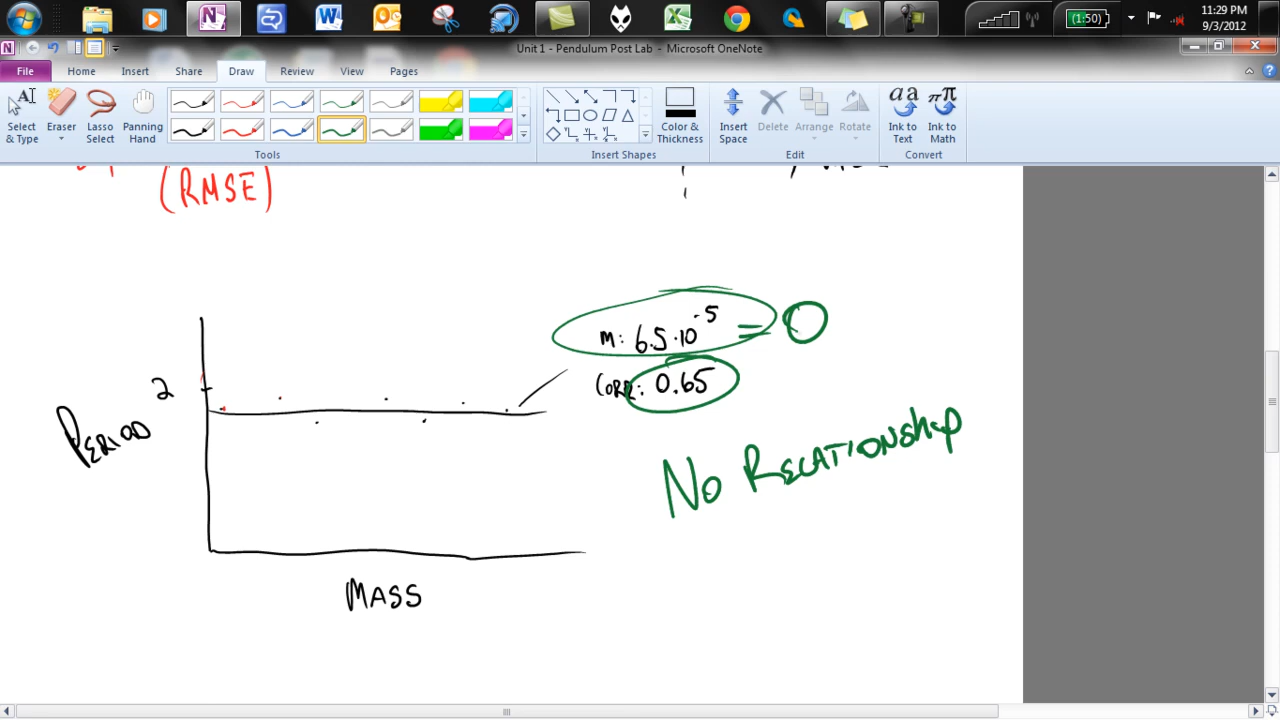 11:29 PM
(1:50)
9/3/2012
Unit 1 - Pendulum Post Lab - Microsoft OneNote
File Home Insert Share Draw Review View Pages
Select & Type
Eraser
Lasso Select
Panning Hand
Color & Thickness
Insert Space
Delete
Arrange
Rotate
Ink to Text
Ink to Math
Tools
Insert Shapes
Edit
Convert
(RMSE)
m: 6.5·10⁻⁵ = 0
CORR: 0.65
2
PERIOD
No RELATIONShip
MASS